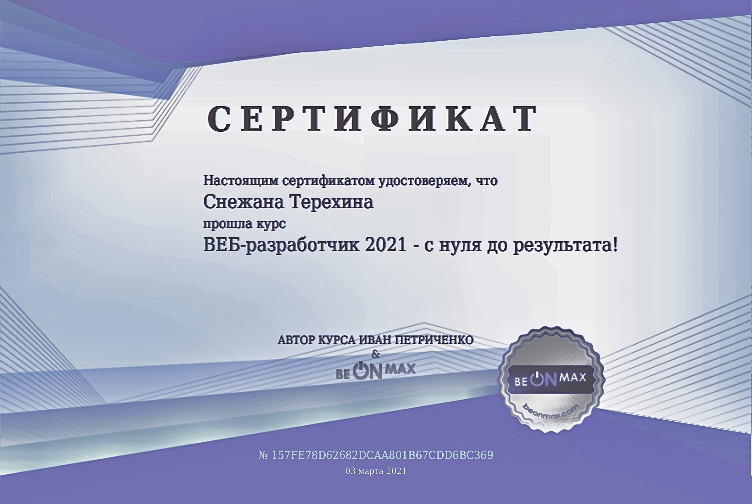 СЕРТИФИКАТ
Настоящим сертификатом удостоверяем, что
Снежана Терехина
прошла курс
ВЕБ-разработчик 2021 - с нуля до результата!
АВТОР КУРСА ИВАН ПЕТРИЧЕНКО
&
BE ON MAX
BE ON MAX
beonmax.com
№ 157FE78D62682DCAA801B67CDD6BC369
03 марта 2021